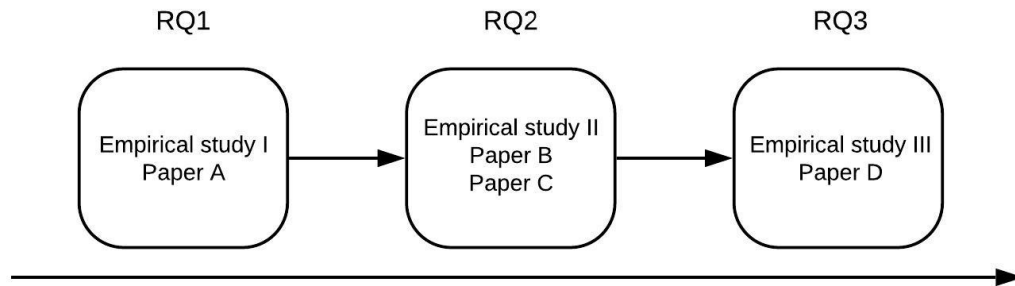 RQ1
RQ2
RQ3
Empirical study I
Paper A
Empirical study II
Paper B
Paper C
Empirical study III
Paper D